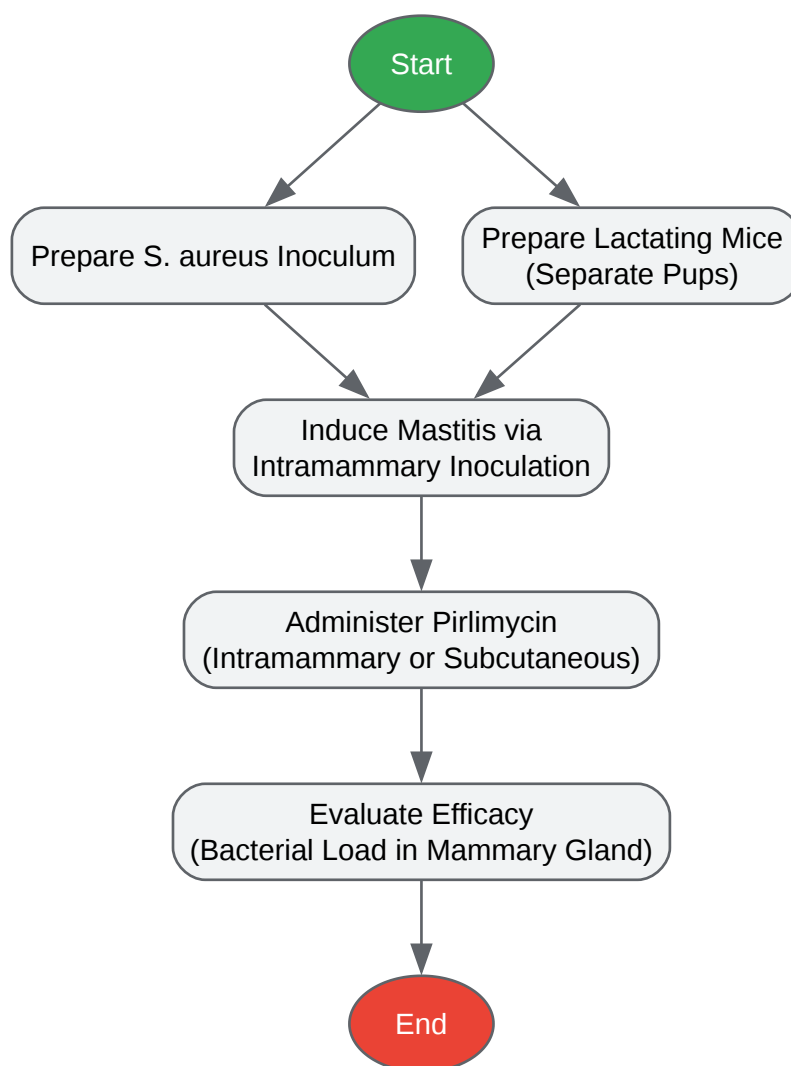 Start
Prepare S. aureus Inoculum
Prepare Lactating Mice
(Separate Pups)
Induce Mastitis via
Intramammary Inoculation
Administer Pirlimycin
(Intramammary or Subcutaneous)
Evaluate Efficacy
(Bacterial Load in Mammary Gland)
End